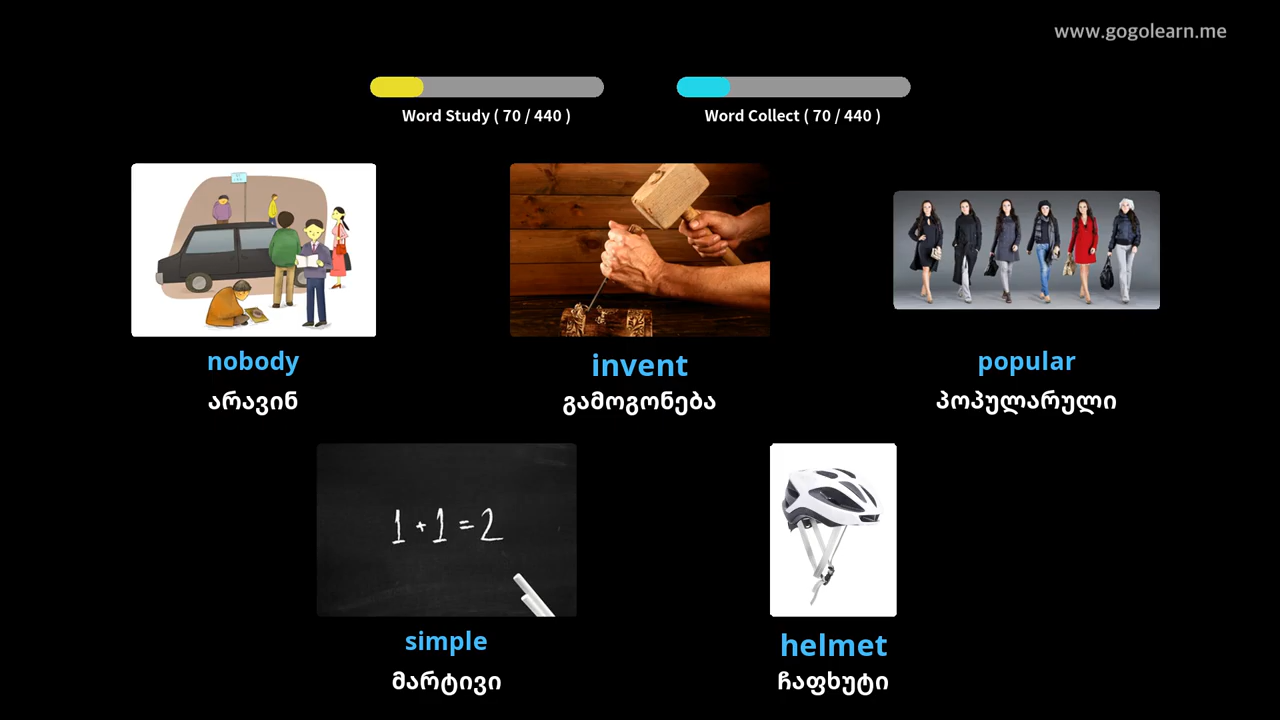 www.gogolearn.me
Word Study ( 70 / 440 )
Word Collect ( 70 / 440 )
nobody
არავინ
invent
გამოგონება
popular
პოპულარული
1 + 1 = 2
simple
მარტივი
helmet
ჩაფხუტი